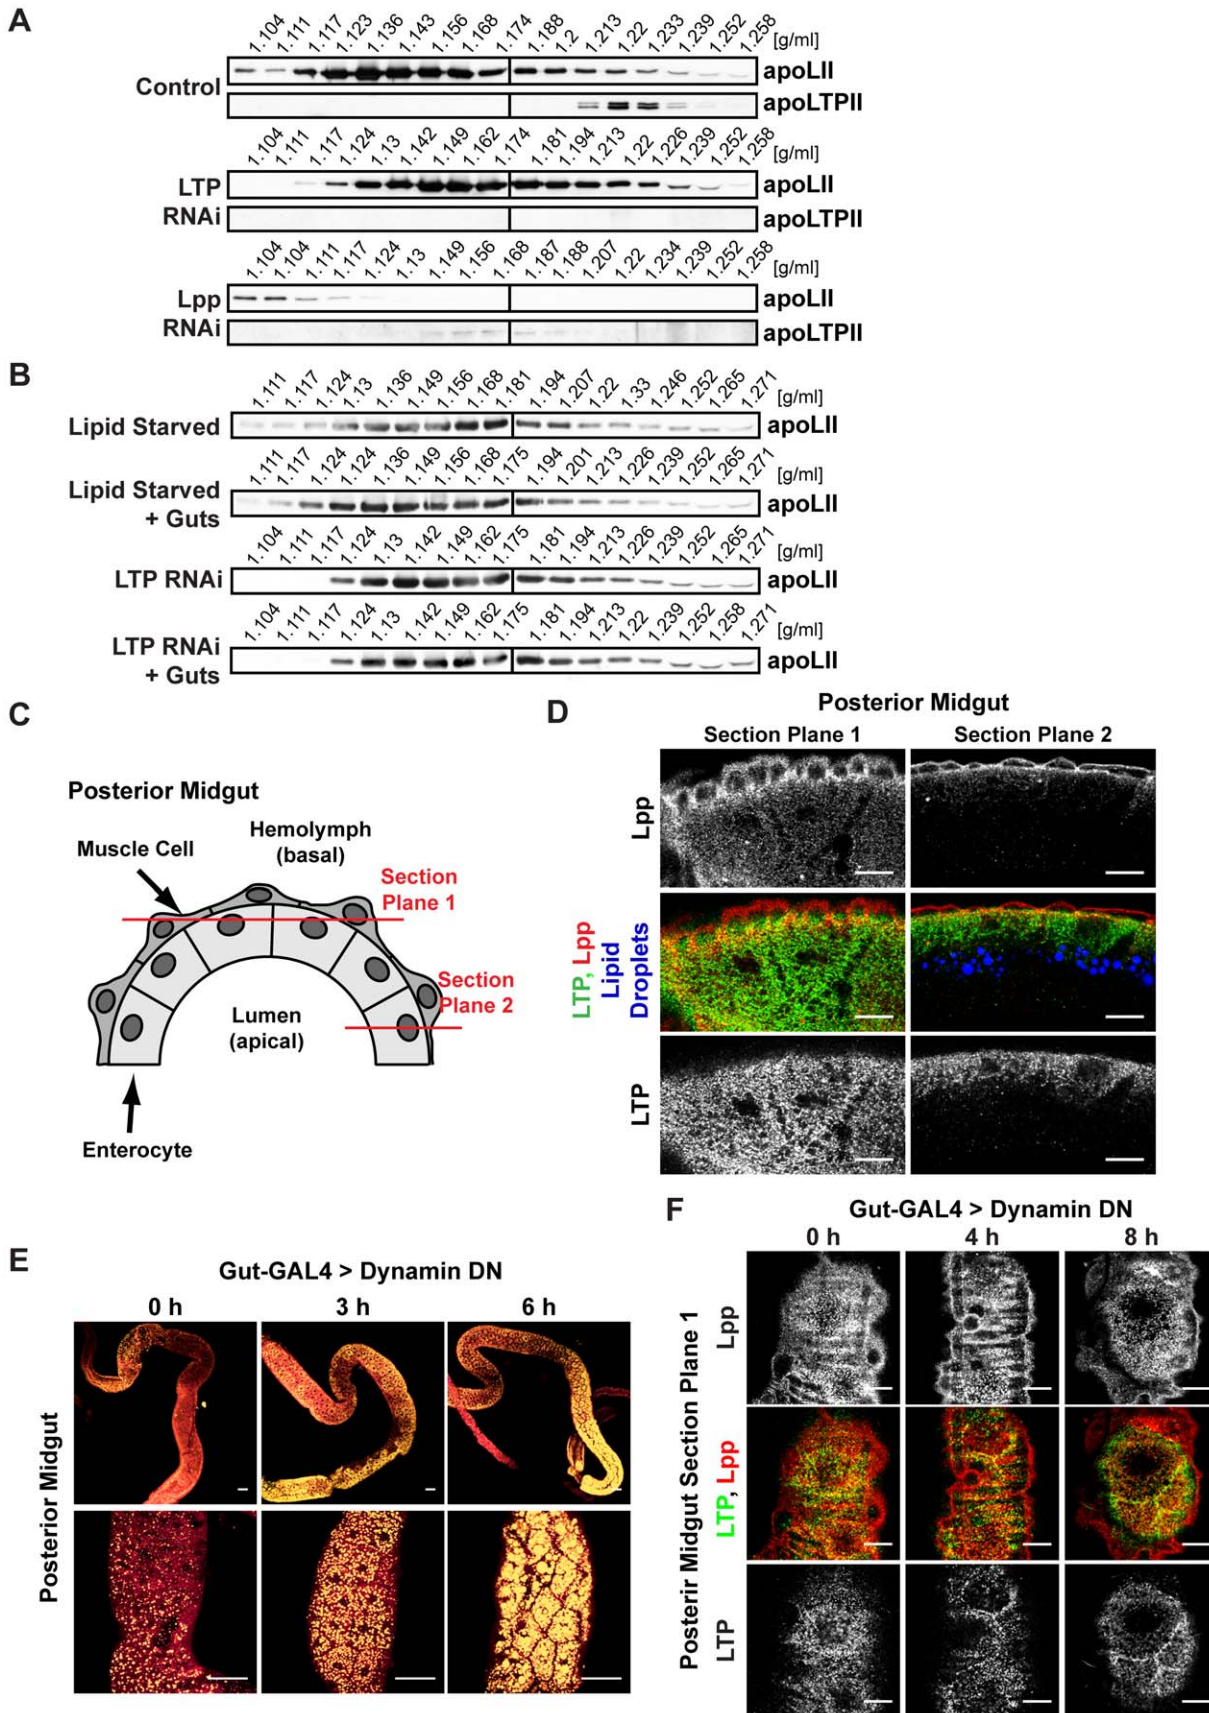 A
1.104 1.111 1.117 1.123 1.136 1.143 1.156 1.168 1.174 1.188 1.2 1.213 1.22 1.233 1.239 1.252 1.258 [g/ml]
Control
apoLII
apoLTPII
1.104 1.111 1.117 1.124 1.13 1.142 1.149 1.162 1.174 1.181 1.194 1.213 1.22 1.226 1.239 1.252 1.258 [g/ml]
LTP
RNAi
apoLII
apoLTPII
1.104 1.104 1.111 1.117 1.124 1.13 1.149 1.156 1.168 1.187 1.188 1.207 1.22 1.234 1.239 1.252 1.258 [g/ml]
Lpp
RNAi
apoLII
apoLTPII
B
1.111 1.117 1.124 1.13 1.136 1.149 1.156 1.168 1.181 1.194 1.207 1.22 1.33 1.246 1.252 1.265 1.271 [g/ml]
Lipid Starved
apoLII
1.111 1.117 1.124 1.124 1.136 1.149 1.156 1.168 1.175 1.194 1.201 1.213 1.226 1.239 1.252 1.265 1.271 [g/ml]
Lipid Starved
+ Guts
apoLII
1.104 1.111 1.117 1.124 1.13 1.142 1.149 1.162 1.175 1.181 1.194 1.213 1.226 1.239 1.252 1.265 1.271 [g/ml]
LTP RNAi
apoLII
1.104 1.111 1.117 1.124 1.13 1.142 1.149 1.162 1.175 1.181 1.194 1.213 1.22 1.239 1.252 1.258 1.271 [g/ml]
LTP RNAi
+ Guts
apoLII
C
Posterior Midgut
Muscle Cell
Hemolymph
(basal)
Section
Plane 1
Section
Plane 2
Lumen
(apical)
Enterocyte
D
Posterior Midgut
Section Plane 1
Section Plane 2
Lpp
LTP, Lpp
Lipid
Droplets
LTP
E
Gut-GAL4 > Dynamin DN
0 h
3 h
6 h
Posterior Midgut
F
Gut-GAL4 > Dynamin DN
0 h
4 h
8 h
Posterir Midgut Section Plane 1
Lpp
LTP, Lpp
LTP